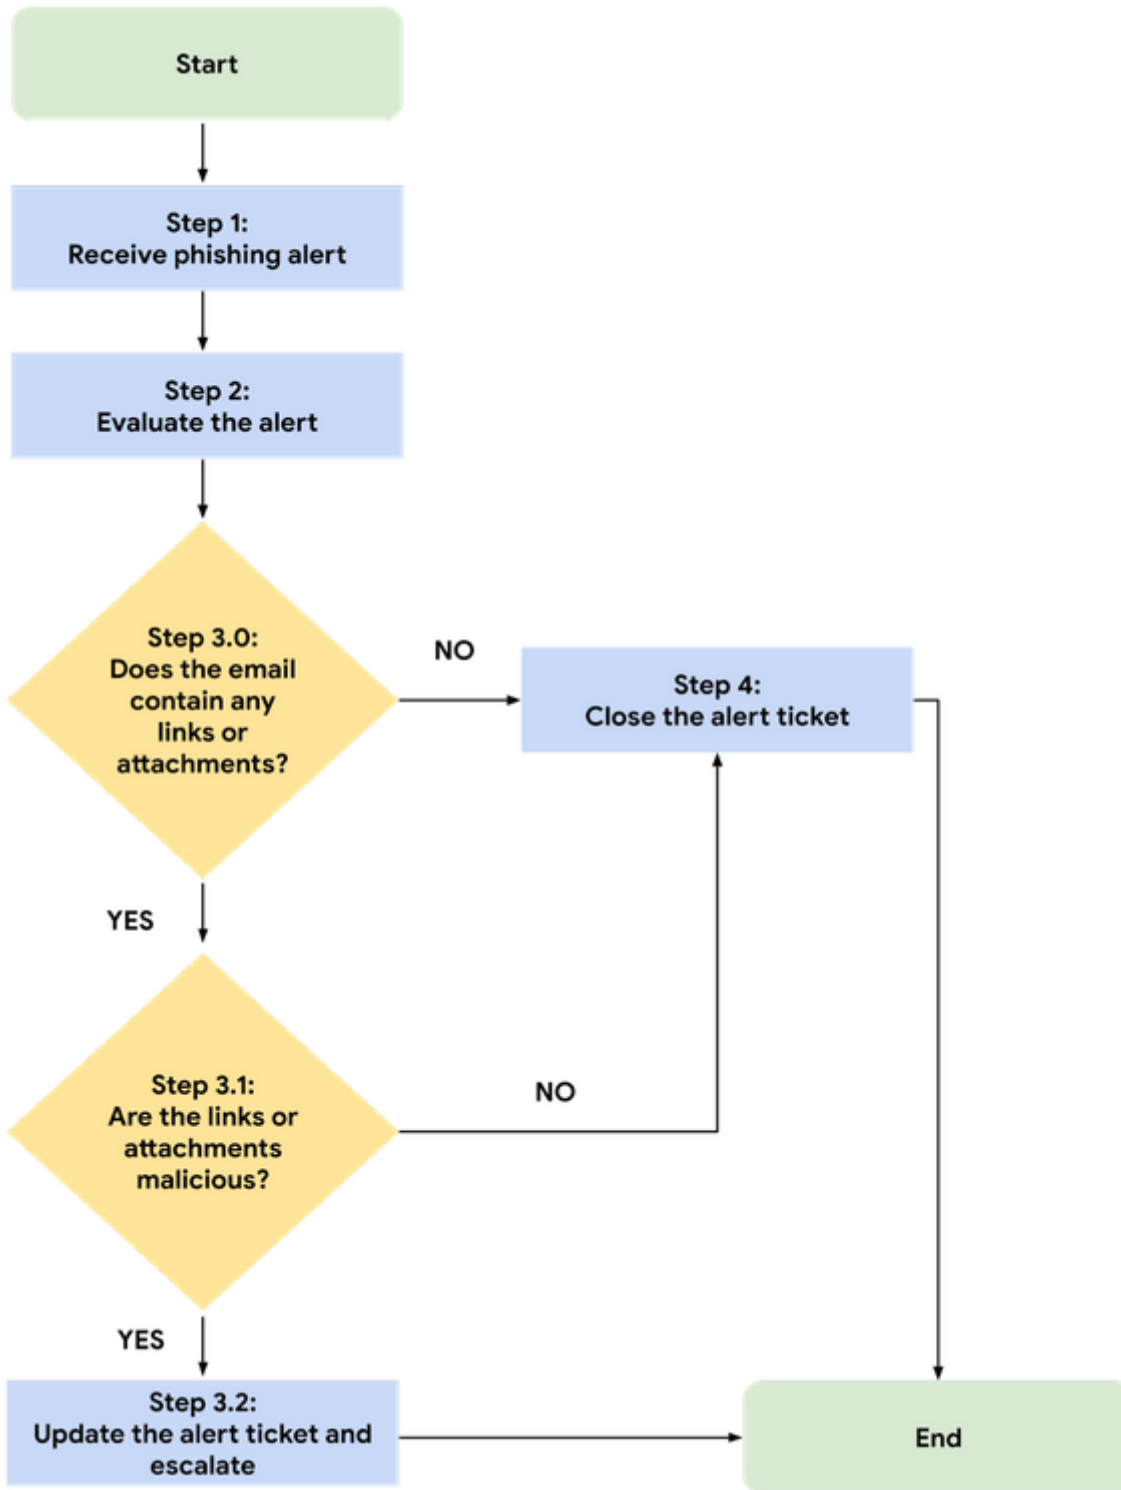 Start
Step 1:
Receive phishing alert
Step 2:
Evaluate the alert
Step 3.0:
Does the email
contain any
links or
attachments?
NO
Step 4:
Close the alert ticket
YES
Step 3.1:
Are the links or
attachments
malicious?
NO
YES
Step 3.2:
Update the alert ticket and
escalate
End